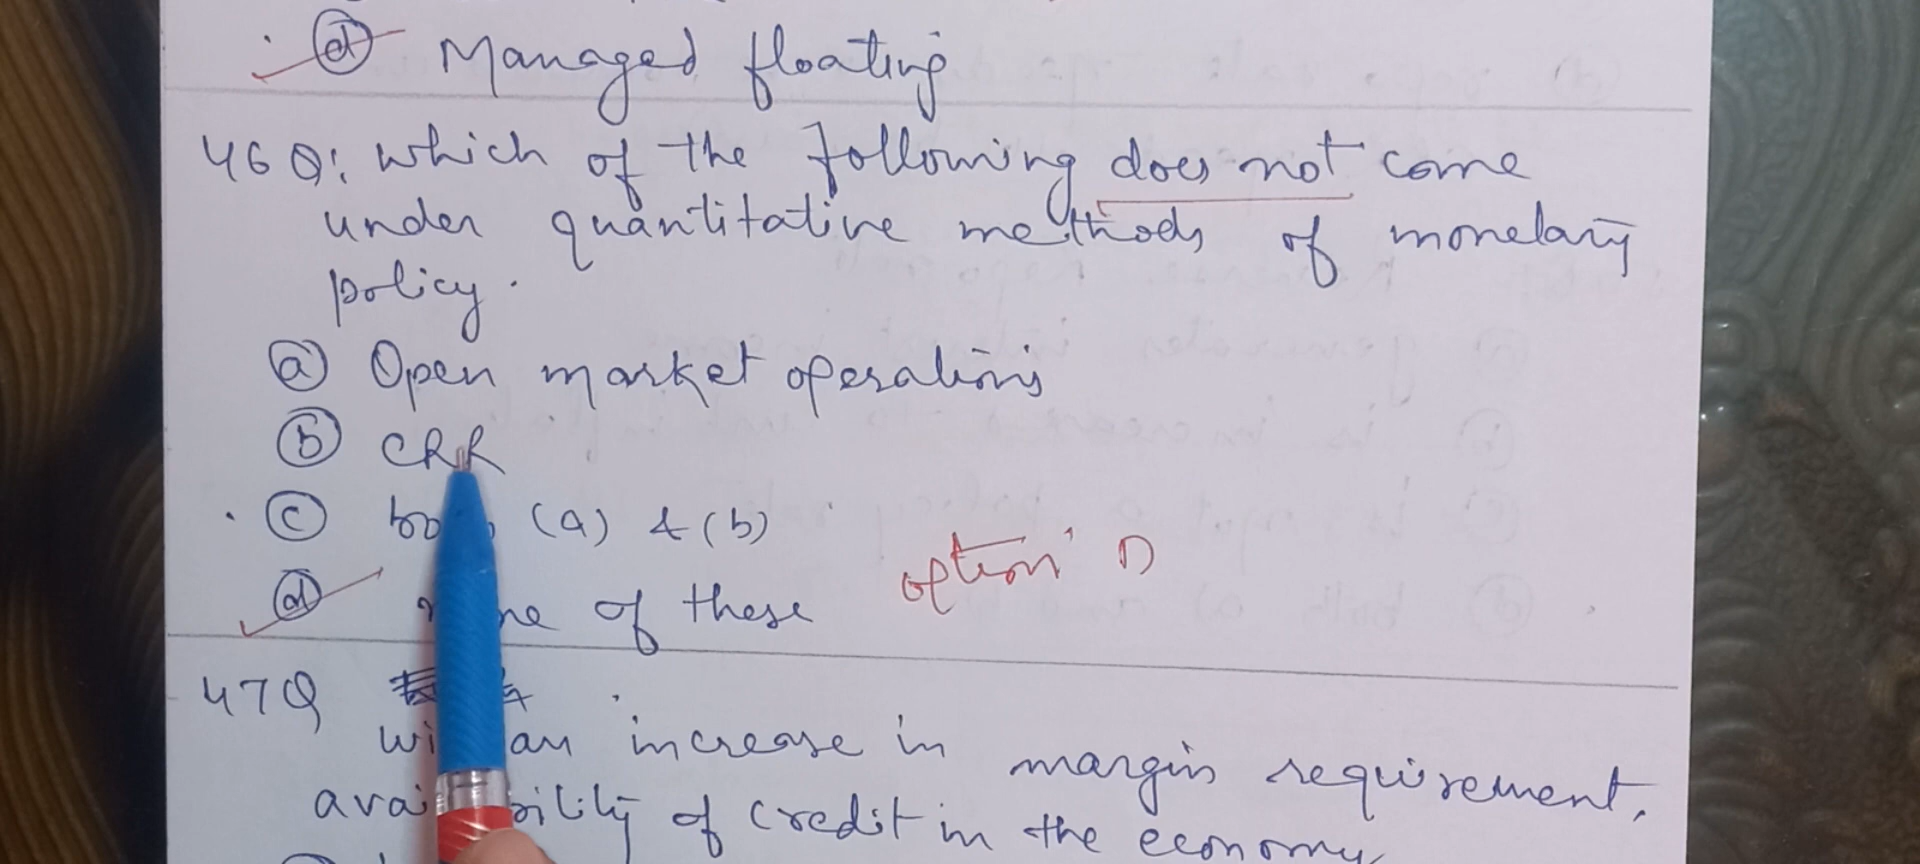 (d) Managed floating
46 Q: which of the following does not come
under quantitative methods of monetary
policy.
(a) Open market operations
(b) CRR
(c) (a) & (b)
(d) of these
option D
47Q
an increase in margin requirement,
of credit in the economy